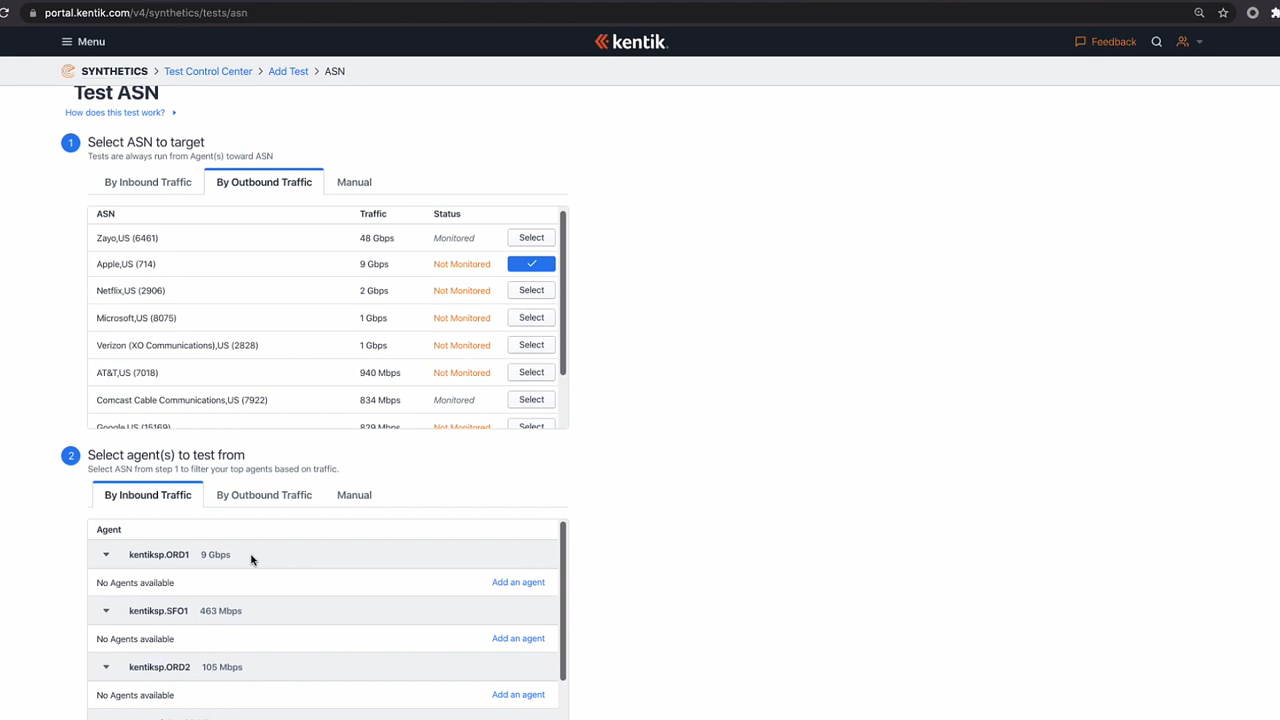 portal.kentik.com/v4/synthetics/tests/asn
Menu
kentik.
Feedback
SYNTHETICS > Test Control Center > Add Test > ASN
Test ASN
How does this test work?
1 Select ASN to target
Tests are always run from Agent(s) toward ASN
By Inbound Traffic By Outbound Traffic Manual
ASN Traffic Status
Zayo,US (6461) 48 Gbps Monitored Select
Apple,US (714) 9 Gbps Not Monitored
Netflix,US (2906) 2 Gbps Not Monitored Select
Microsoft,US (8075) 1 Gbps Not Monitored Select
Verizon (XO Communications),US (2828) 1 Gbps Not Monitored Select
AT&T,US (7018) 940 Mbps Not Monitored Select
Comcast Cable Communications,US (7922) 834 Mbps Monitored Select
Google,US (15169) 829 Mbps Not Monitored Select
2 Select agent(s) to test from
Select ASN from step 1 to filter your top agents based on traffic.
By Inbound Traffic By Outbound Traffic Manual
Agent
kentiksp.ORD1 9 Gbps
No Agents available Add an agent
kentiksp.SFO1 463 Mbps
No Agents available Add an agent
kentiksp.ORD2 105 Mbps
No Agents available Add an agent